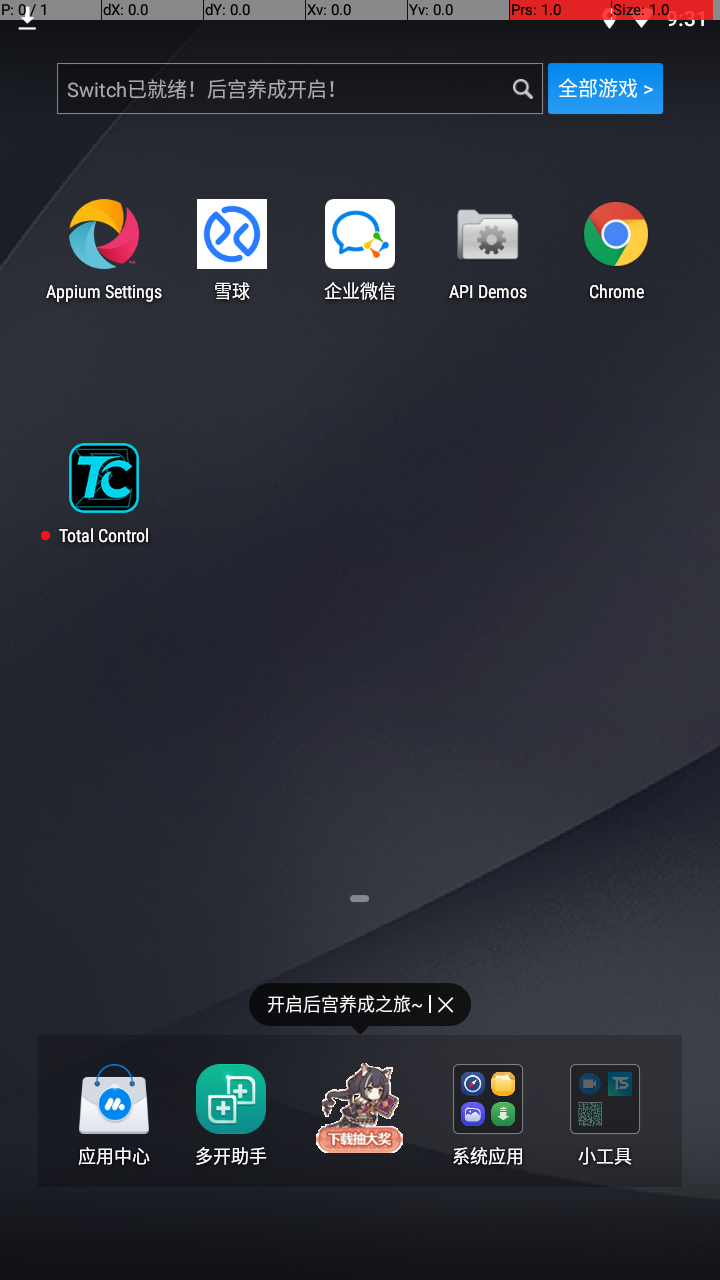 P: 0 / 1 dX: 0.0 dY: 0.0 Xv: 0.0 Yv: 0.0 Prs: 1.0 Size: 1.0
9:31
Switch已就绪！后宫养成开启！ 全部游戏 >
Appium Settings 雪球 企业微信 API Demos Chrome
TC
Total Control
开启后宫养成之旅~
下载抽大奖
TS
应用中心 多开助手 系统应用 小工具